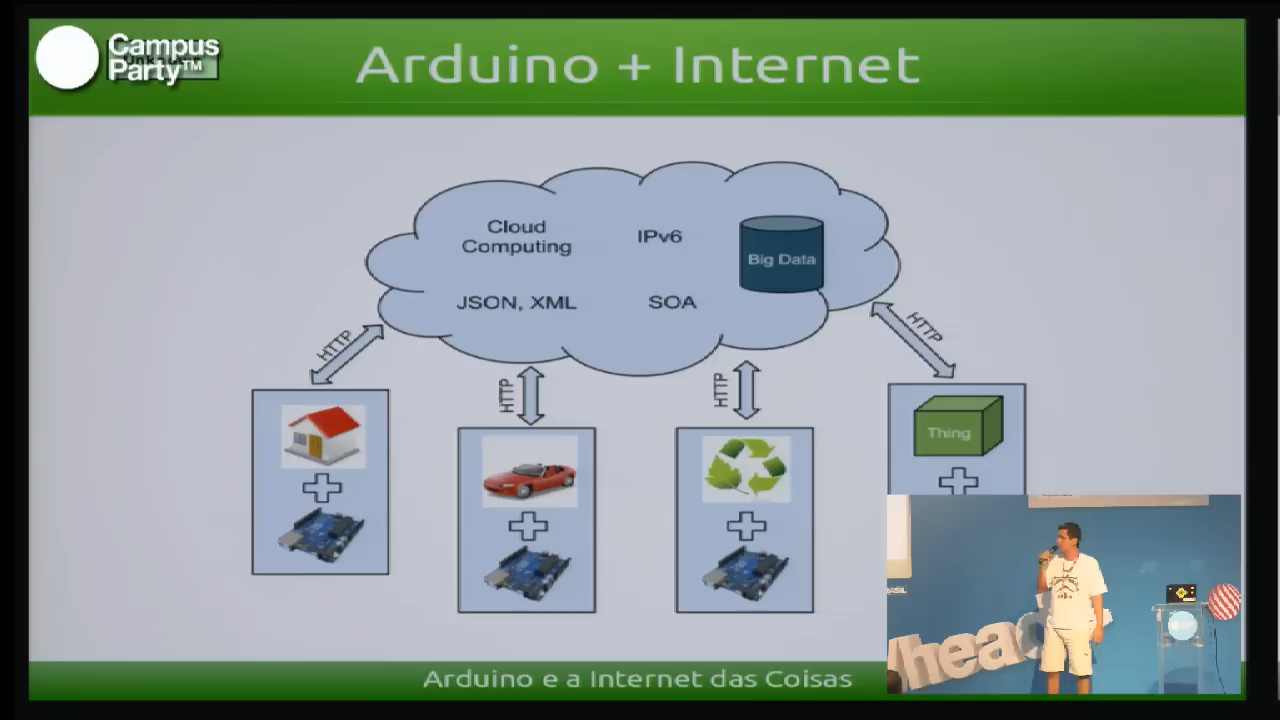 Campus
Party™
Arduino + Internet
Cloud
Computing
IPv6
Big Data
JSON, XML
SOA
HTTP
HTTP
HTTP
HTTP
Thing
Arduino e a Internet das Coisas